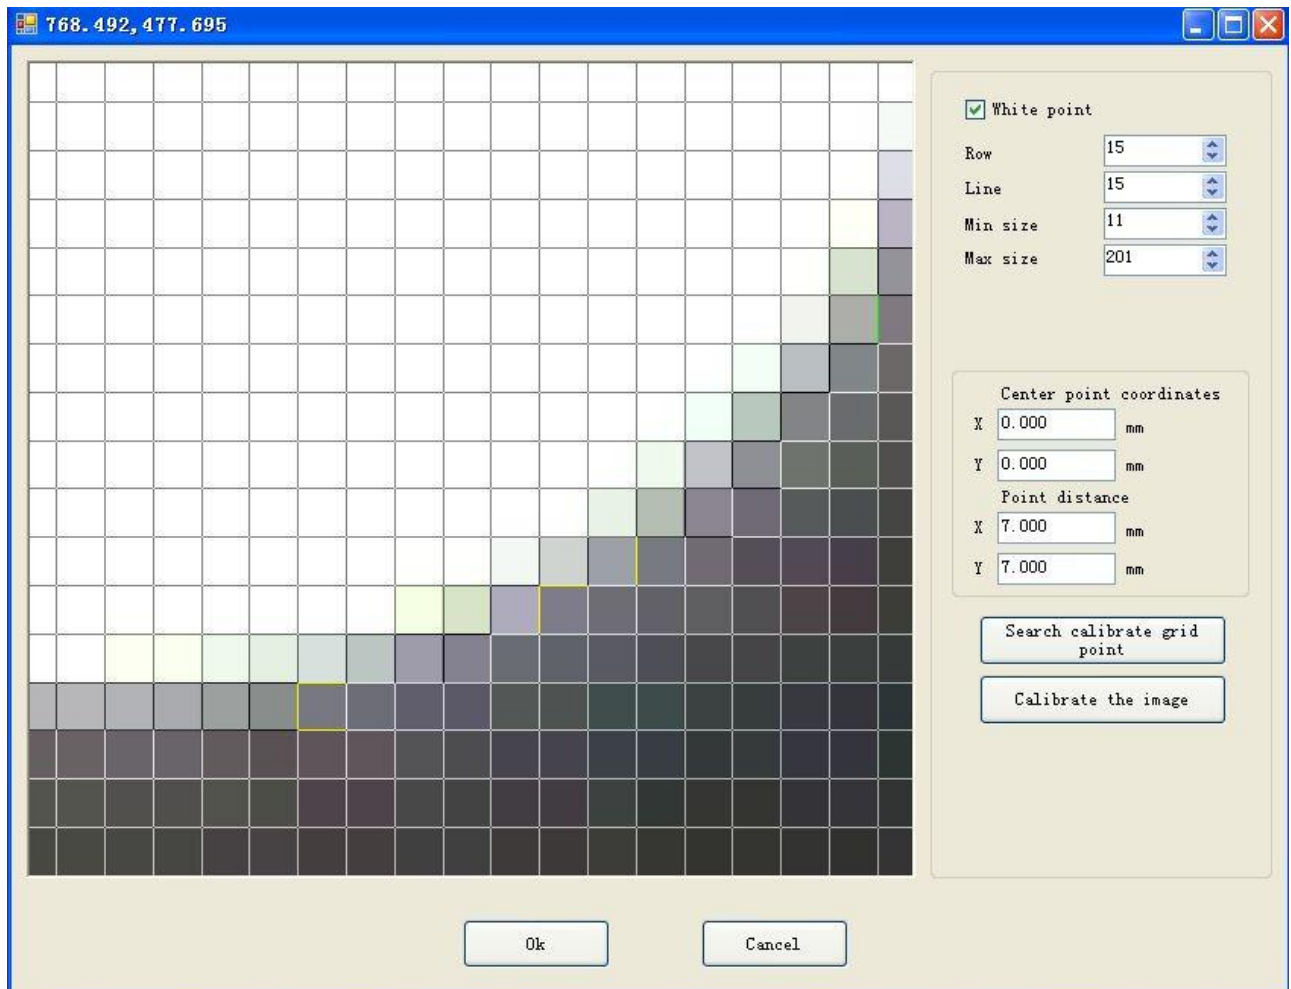 768.492,477.695
White point
Row 15
Line 15
Min size 11
Max size 201
Center point coordinates
X 0.000 mm
Y 0.000 mm
Point distance
X 7.000 mm
Y 7.000 mm
Search calibrate grid
point
Calibrate the image
Ok Cancel